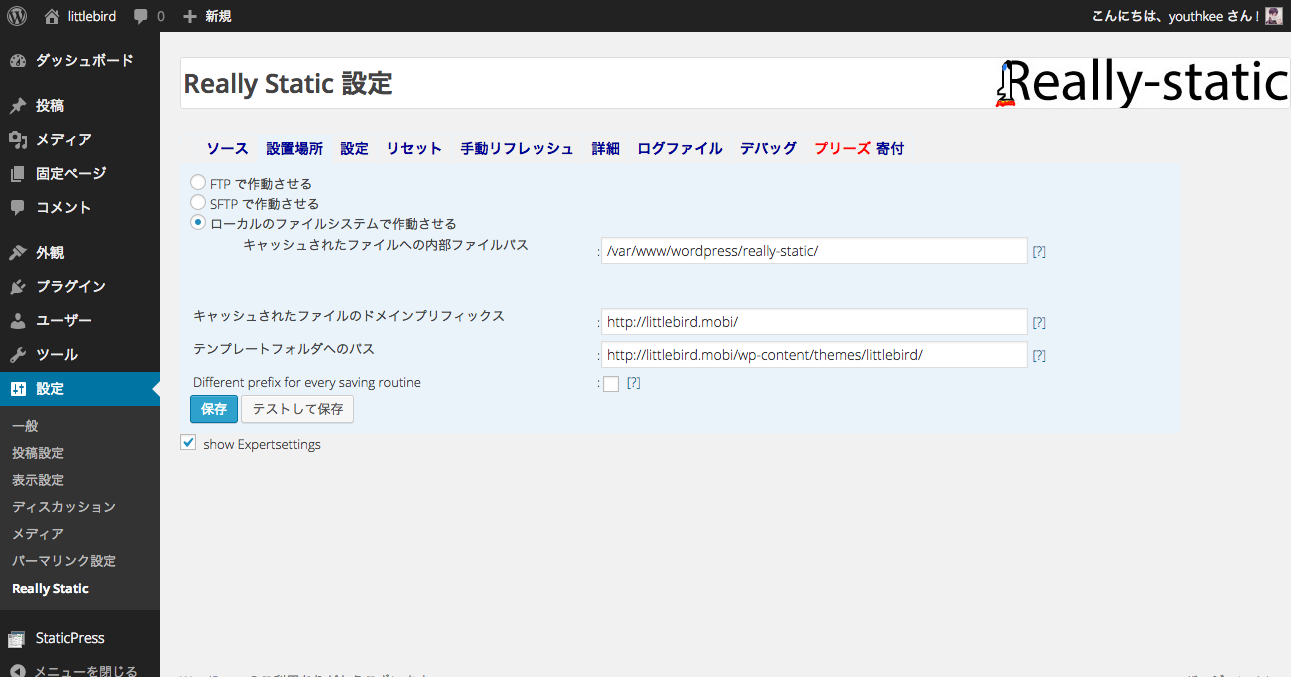 littlebird 0 新規 こんにちは、youthkee さん!
ダッシュボード
投稿
メディア
固定ページ
コメント
外観
プラグイン
ユーザー
ツール
設定
一般
投稿設定
表示設定
ディスカッション
メディア
パーマリンク設定
Really Static
StaticPress
メニューを閉じる
Really Static 設定
Really-static
ソース 設置場所 設定 リセット 手動リフレッシュ 詳細 ログファイル デバッグ プリーズ 寄付
FTP で作動させる
SFTP で作動させる
ローカルのファイルシステムで作動させる
キャッシュされたファイルへの内部ファイルパス : /var/www/wordpress/really-static/ [?]
キャッシュされたファイルのドメインプリフィックス : http://littlebird.mobi/ [?]
テンプレートフォルダへのパス : http://littlebird.mobi/wp-content/themes/littlebird/ [?]
Different prefix for every saving routine : [?]
保存 テストして保存
show Expertsettings